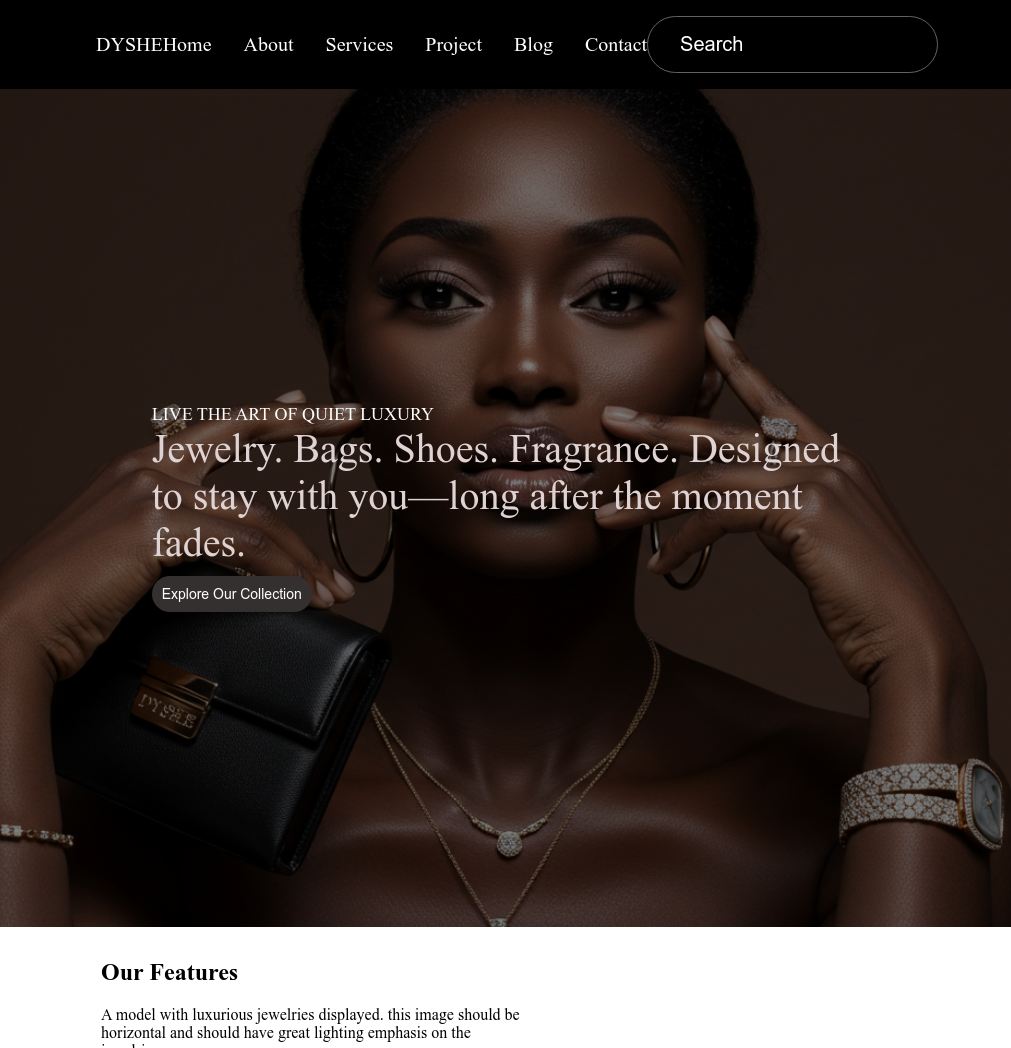 DYSHEHome About Services Project Blog Contact Search
LIVE THE ART OF QUIET LUXURY
Jewelry. Bags. Shoes. Fragrance. Designed
to stay with you—long after the moment
fades.
Explore Our Collection
DYSHE
Our Features
A model with luxurious jewelries displayed. this image should be
horizontal and should have great lighting emphasis on the